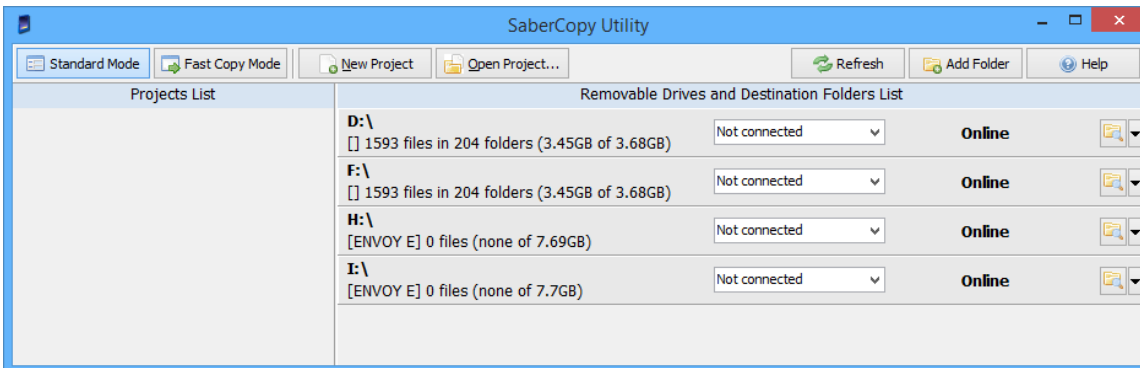 SaberCopy Utility
Standard Mode Fast Copy Mode New Project Open Project... Refresh Add Folder Help
Projects List
Removable Drives and Destination Folders List
D:\
[] 1593 files in 204 folders (3.45GB of 3.68GB) Not connected Online
F:\
[] 1593 files in 204 folders (3.45GB of 3.68GB) Not connected Online
H:\
[ENVOY E] 0 files (none of 7.69GB) Not connected Online
I:\
[ENVOY E] 0 files (none of 7.7GB) Not connected Online